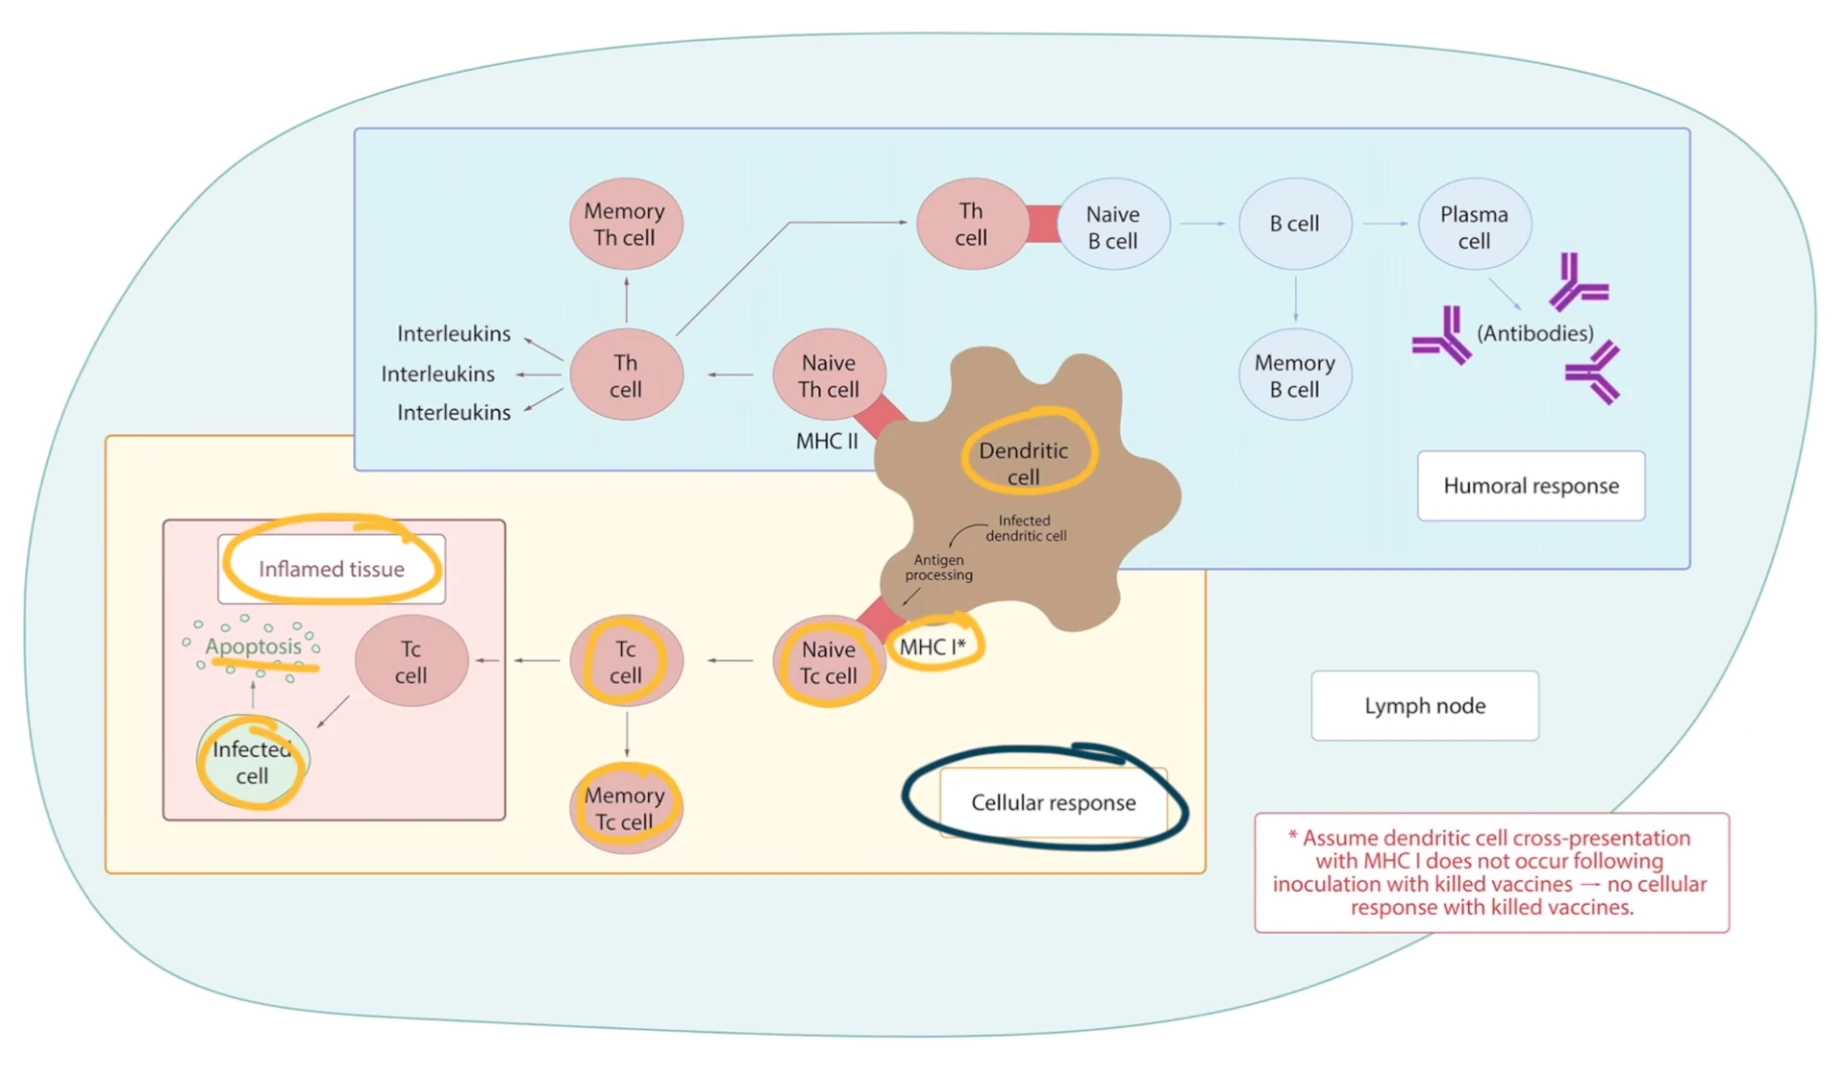 Memory
Th cell
Th
cell
Naive
B cell
B cell
Plasma
cell
Interleukins
Interleukins
Interleukins
Th
cell
Naive
Th cell
MHC II
Memory
B cell
(Antibodies)
Dendritic
cell
Infected
dendritic cell
Antigen
processing
Humoral response
Inflamed tissue
Apoptosis
Tc
cell
Tc
cell
Naive
Tc cell
MHC I*
Infected
cell
Memory
Tc cell
Cellular response
Lymph node
* Assume dendritic cell cross-presentation
with MHC I does not occur following
inoculation with killed vaccines → no cellular
response with killed vaccines.